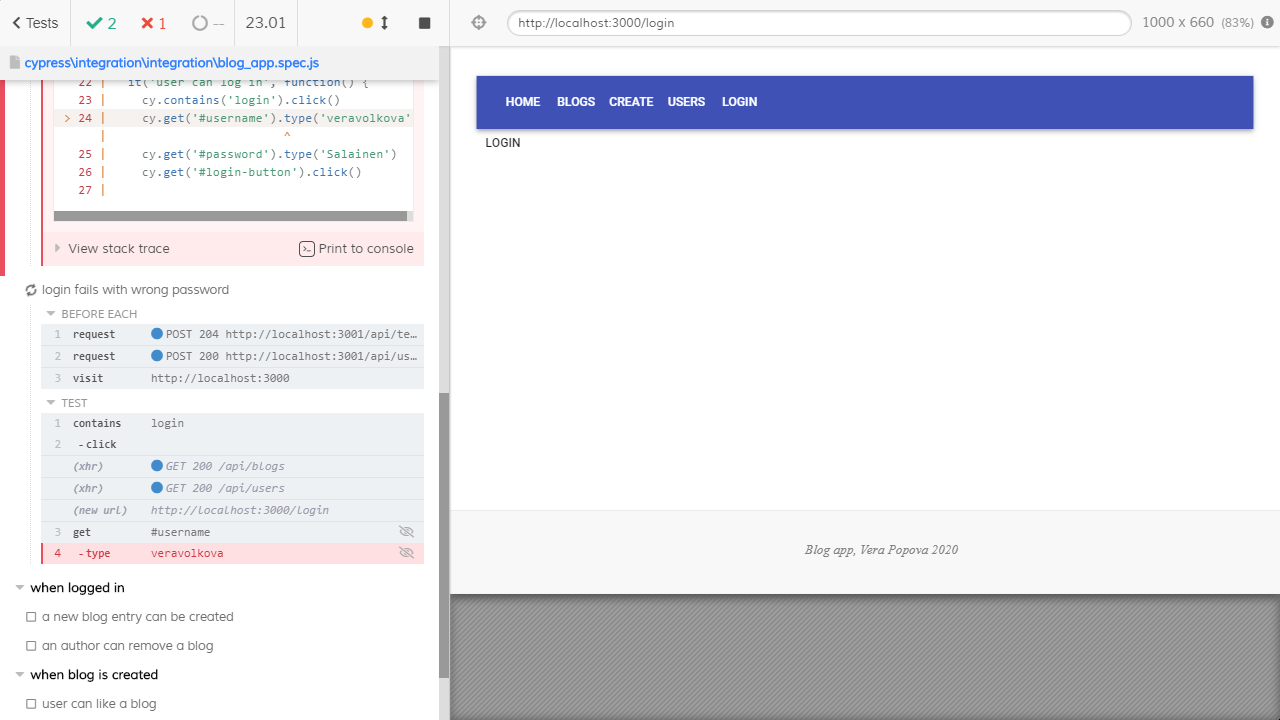 Tests 2 1 -- 23.01
cypress\integration\integration\blog_app.spec.js
22 | it('user can log in', function() {
23 | cy.contains('login').click()
> 24 | cy.get('#username').type('veravolkova'
| ^
25 | cy.get('#password').type('Salainen')
26 | cy.get('#login-button').click()
27 |
View stack trace Print to console
login fails with wrong password
BEFORE EACH
1 request POST 204 http://localhost:3001/api/te…
2 request POST 200 http://localhost:3001/api/us…
3 visit http://localhost:3000
TEST
1 contains login
2 -click
(xhr) GET 200 /api/blogs
(xhr) GET 200 /api/users
(new url) http://localhost:3000/login
3 get #username
4 -type veravolkova
when logged in
a new blog entry can be created
an author can remove a blog
when blog is created
user can like a blog
http://localhost:3000/login 1000 x 660 (83%)
HOME BLOGS CREATE USERS LOGIN
LOGIN
Blog app, Vera Popova 2020